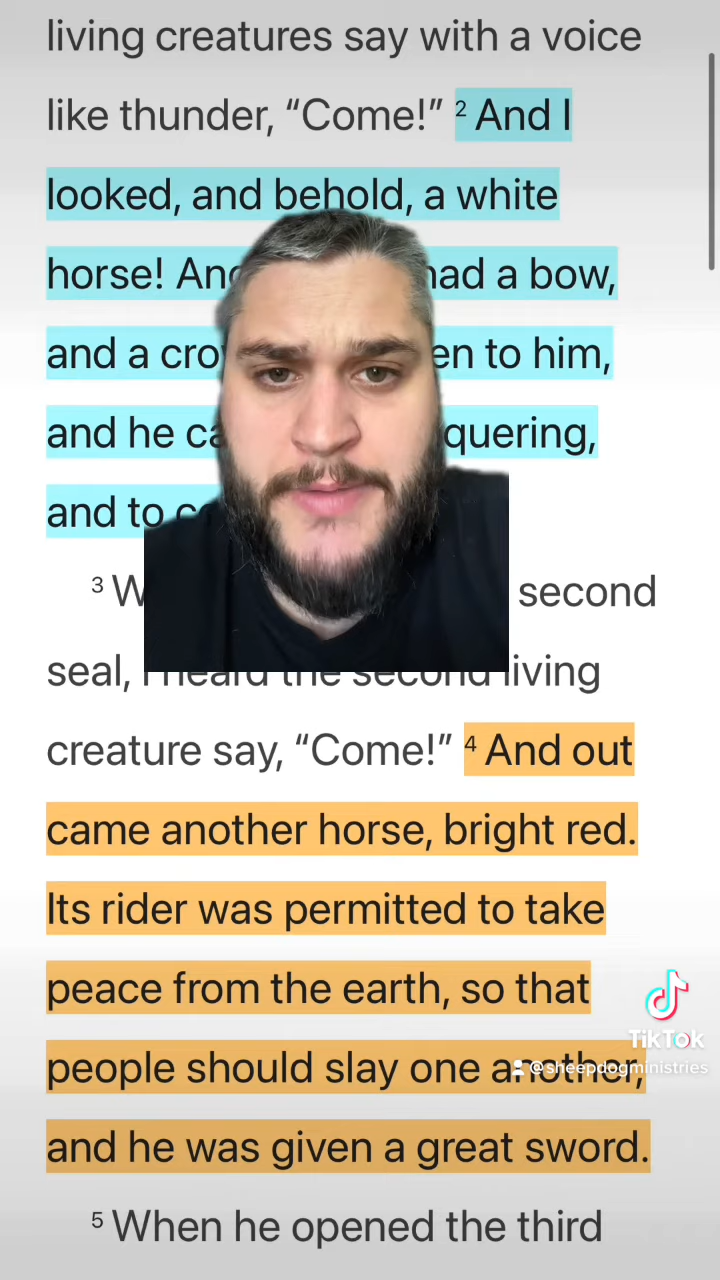 living creatures say with a voice
like thunder, “Come!” 2 And I
looked, and behold, a white
horse! And had a bow,
and a en to him,
and he quering,
and to
3 second
seal, I heard the second living
creature say, “Come!” 4 And out
came another horse, bright red.
Its rider was permitted to take
peace from the earth, so that
people should slay one another,
and he was given a great sword.
5 When he opened the third
TikTok
@sheepdogministries